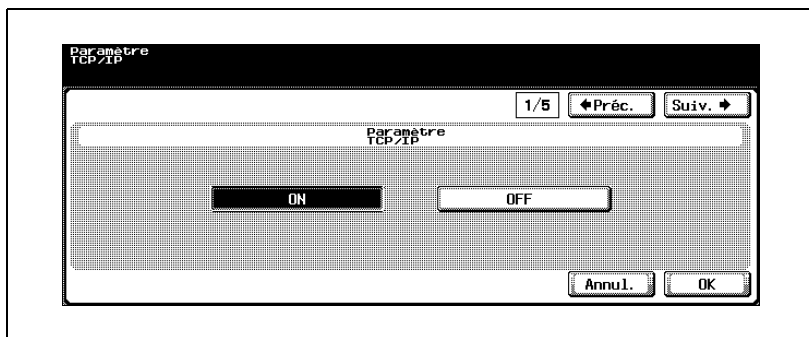 Paramètre
TCP/IP
1/5 ←Préc. Suiv. →
Paramètre
TCP/IP
ON OFF
Annul. OK